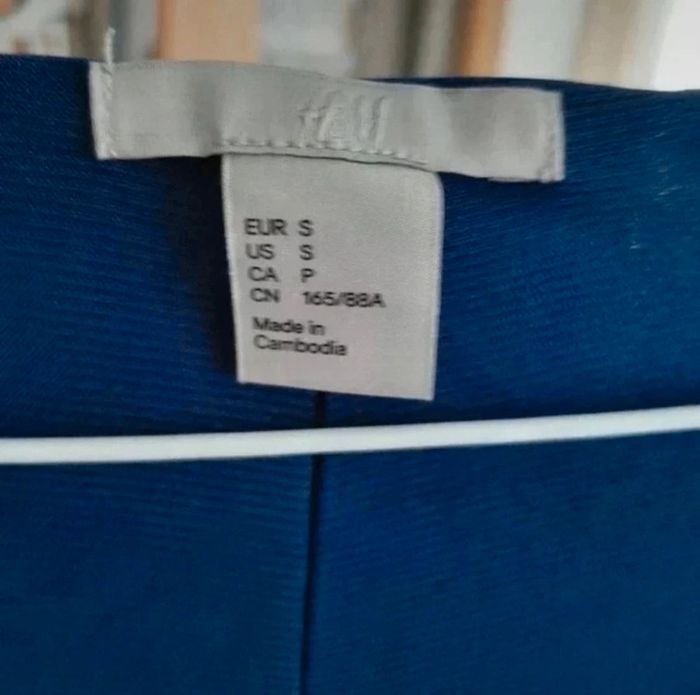 H&M
EUR S
US S
CA P
CN 165/88A
Made in
Cambodia